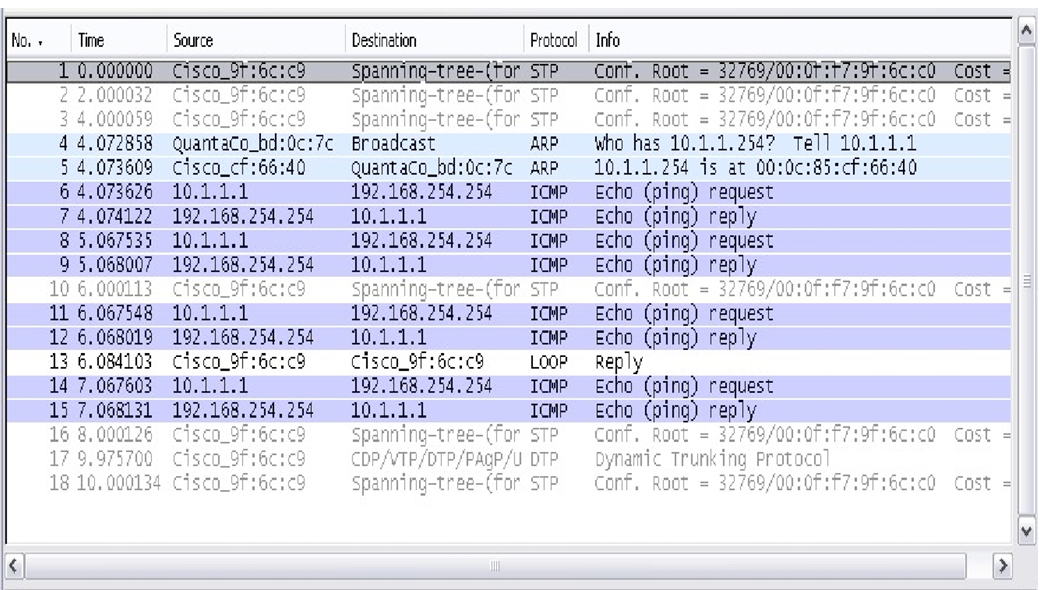 No. Time Source Destination Protocol Info
1 0.000000 Cisco_9f:6c:c9 Spanning-tree-(for STP Conf. Root = 32769/00:0f:f7:9f:6c:c0 Cost =
2 2.000032 Cisco_9f:6c:c9 Spanning-tree-(for STP Conf. Root = 32769/00:0f:f7:9f:6c:c0 Cost =
3 4.000059 Cisco_9f:6c:c9 Spanning-tree-(for STP Conf. Root = 32769/00:0f:f7:9f:6c:c0 Cost =
4 4.072858 QuantaCo_bd:0c:7c Broadcast ARP Who has 10.1.1.254? Tell 10.1.1.1
5 4.073609 Cisco_cf:66:40 QuantaCo_bd:0c:7c ARP 10.1.1.254 is at 00:0c:85:cf:66:40
6 4.073626 10.1.1.1 192.168.254.254 ICMP Echo (ping) request
7 4.074122 192.168.254.254 10.1.1.1 ICMP Echo (ping) reply
8 5.067535 10.1.1.1 192.168.254.254 ICMP Echo (ping) request
9 5.068007 192.168.254.254 10.1.1.1 ICMP Echo (ping) reply
10 6.000113 Cisco_9f:6c:c9 Spanning-tree-(for STP Conf. Root = 32769/00:0f:f7:9f:6c:c0 Cost =
11 6.067548 10.1.1.1 192.168.254.254 ICMP Echo (ping) request
12 6.068019 192.168.254.254 10.1.1.1 ICMP Echo (ping) reply
13 6.084103 Cisco_9f:6c:c9 Cisco_9f:6c:c9 LOOP Reply
14 7.067603 10.1.1.1 192.168.254.254 ICMP Echo (ping) request
15 7.068131 192.168.254.254 10.1.1.1 ICMP Echo (ping) reply
16 8.000126 Cisco_9f:6c:c9 Spanning-tree-(for STP Conf. Root = 32769/00:0f:f7:9f:6c:c0 Cost =
17 9.975700 Cisco_9f:6c:c9 CDP/VTP/DTP/PAgP/U DTP Dynamic Trunking Protocol
18 10.000134 Cisco_9f:6c:c9 Spanning-tree-(for STP Conf. Root = 32769/00:0f:f7:9f:6c:c0 Cost =